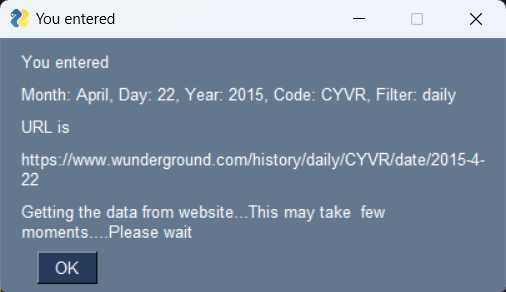 You entered
You entered
Month: April, Day: 22, Year: 2015, Code: CYVR, Filter: daily
URL is
https://www.wunderground.com/history/daily/CYVR/date/2015-4-
22
Getting the data from website...This may take  few
moments....Please wait
OK